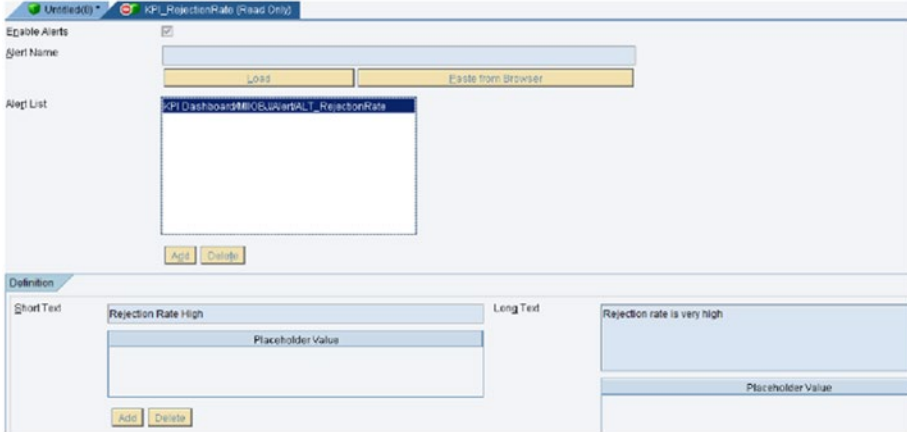 Untitled(0) * KPI_RejectionRate (Read Only)
Enable Alerts
Alert Name
Load Paste from Browser
Alert List
KPI Dashboard/MIIOBJ/Alert/ALT_RejectionRate
Add Delete
Definition
Short Text Rejection Rate High Long Text Rejection rate is very high
Placeholder Value
Placeholder Value
Add Delete